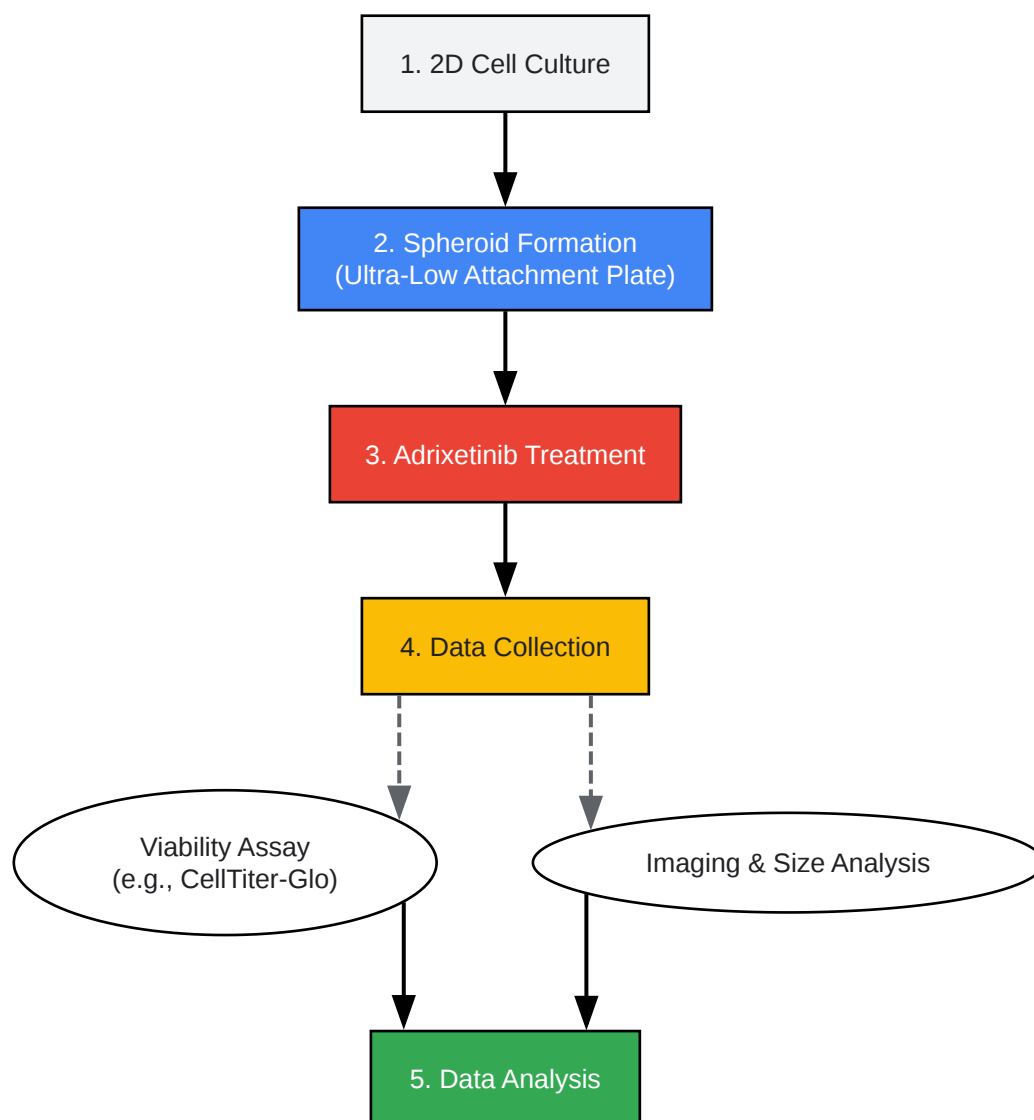 1. 2D Cell Culture
2. Spheroid Formation
(Ultra-Low Attachment Plate)
3. Adrixetinib Treatment
4. Data Collection
Viability Assay
(e.g., CellTiter-Glo)
Imaging & Size Analysis
5. Data Analysis